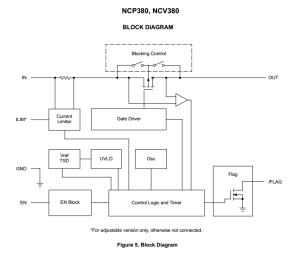 NCP380, NCV380
BLOCK DIAGRAM
Blocking Control
IN
OUT
Current
Limiter
ILIM*
Gate Driver
Vref
TSD
UVLO
Osc
Flag
GND
/FLAG
EN
EN Block
Control Logic and Timer
*For adjustable version only, otherwise not connected.
Figure 5. Block Diagram